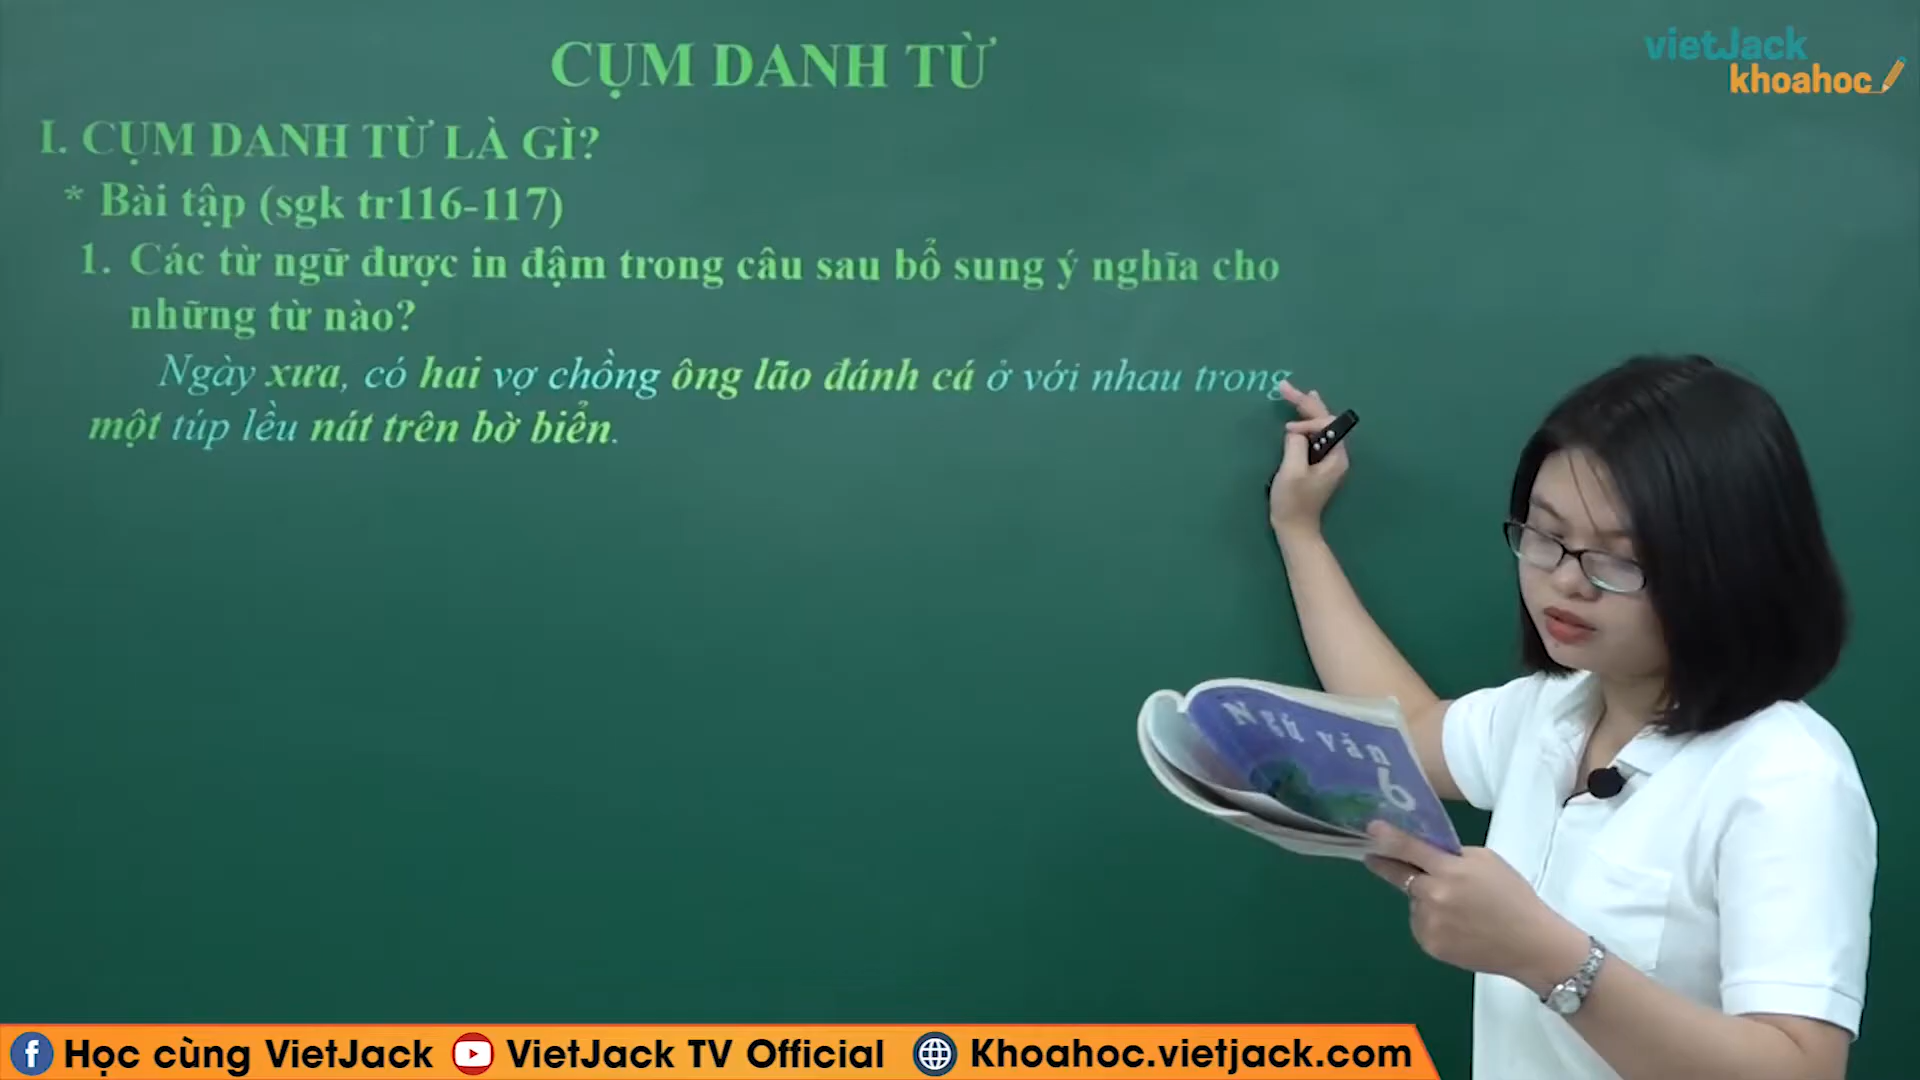 CỤM DANH TỪ
vietJack
khoahoc
I. CỤM DANH TỪ LÀ GÌ?
* Bài tập (sgk tr116-117)
1. Các từ ngữ được in đậm trong câu sau bổ sung ý nghĩa cho
những từ nào?
Ngày xưa, có hai vợ chồng ông lão đánh cá ở với nhau trong
một túp lều nát trên bờ biển.
Ngữ văn
6
Học cùng VietJack VietJack TV Official Khoahoc.vietjack.com